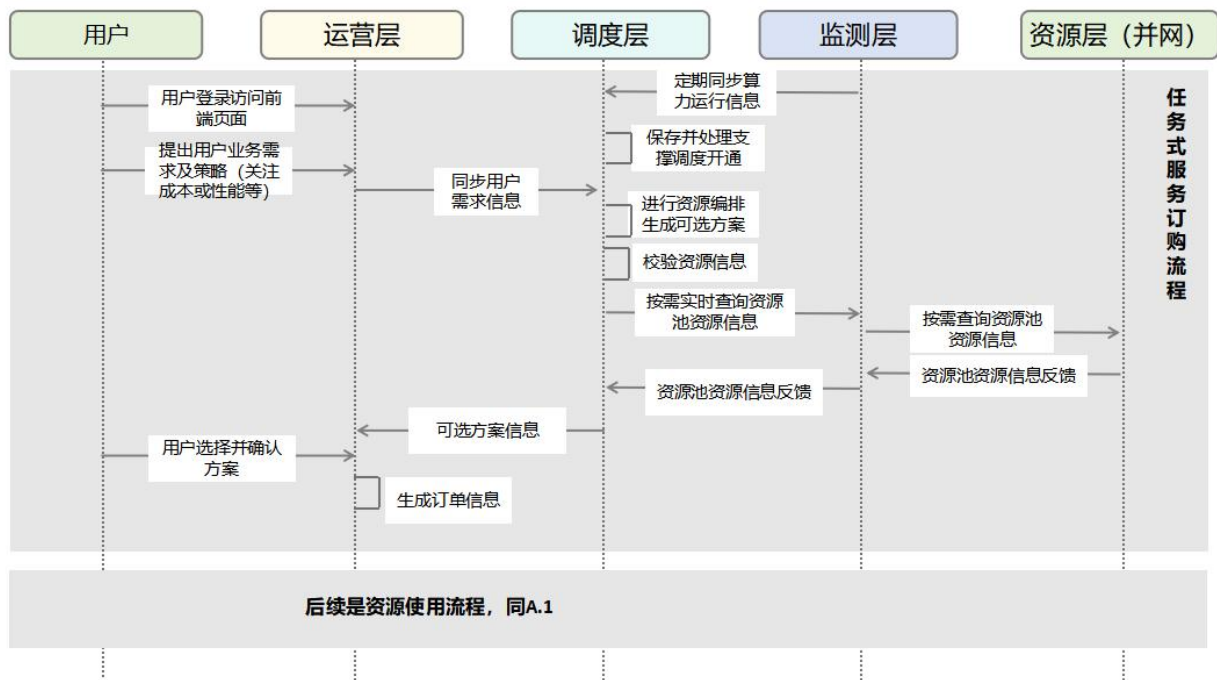 用户
运营层
调度层
监测层
资源层（并网）
任务式服务订购流程
定期同步算
力运行信息
用户登录访问前
端页面
保存并处理支
撑调度开通
提出用户业务需
求及策略（关注
成本或性能等）
同步用户
需求信息
进行资源编排
生成可选方案
校验资源信息
按需实时查询资源
池资源信息
按需查询资源池
资源信息
资源池资源信息反馈
资源池资源信息反馈
可选方案信息
用户选择并确认
方案
生成订单信息
后续是资源使用流程，同A.1